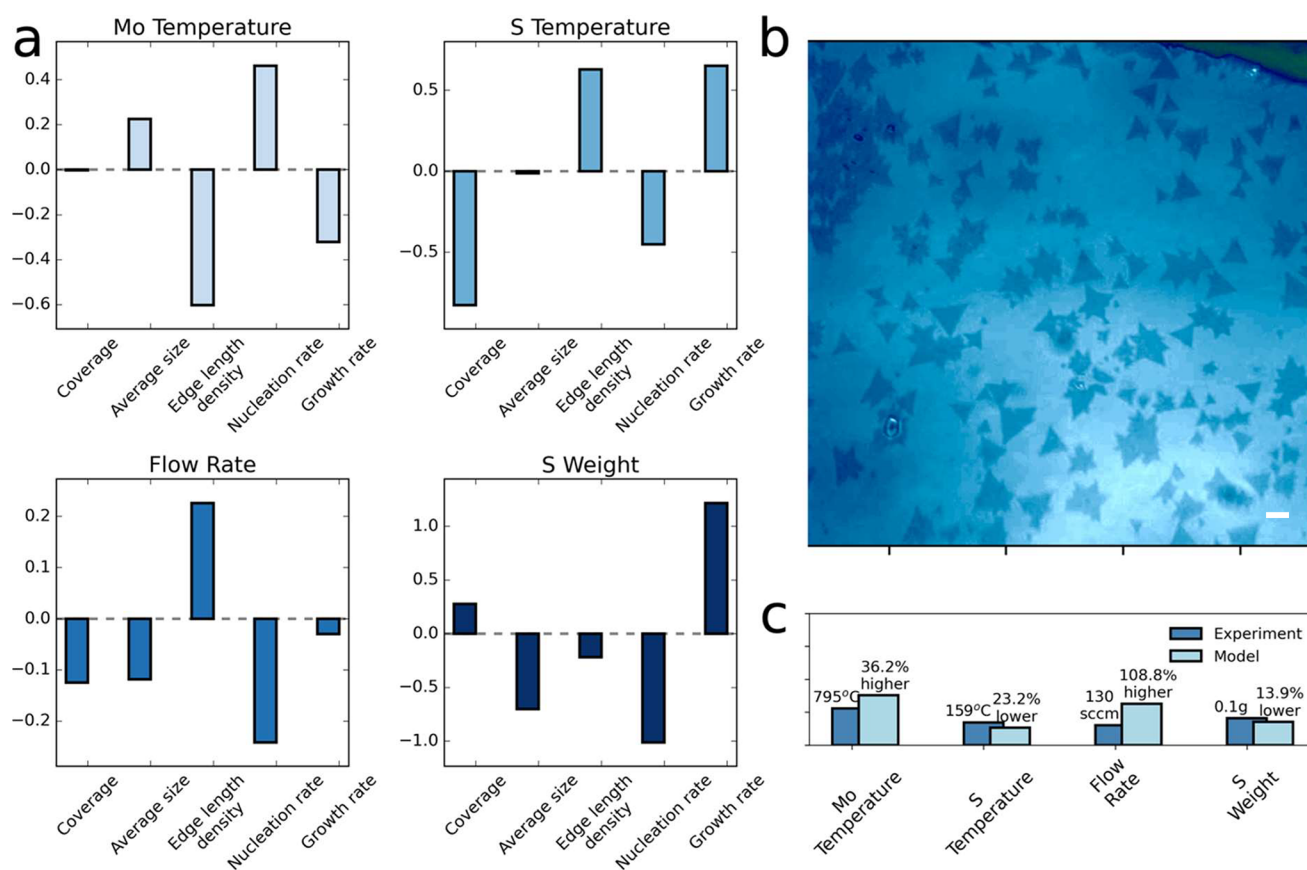 a
Mo Temperature
0.4
0.2
0.0
−0.2
−0.4
−0.6
Coverage
Average size
Edge length
density
Nucleation rate
Growth rate
S Temperature
0.5
0.0
−0.5
Coverage
Average size
Edge length
density
Nucleation rate
Growth rate
Flow Rate
0.2
0.1
0.0
−0.1
−0.2
Coverage
Average size
Edge length
density
Nucleation rate
Growth rate
S Weight
1.0
0.5
0.0
−0.5
−1.0
Coverage
Average size
Edge length
density
Nucleation rate
Growth rate
b
c
Experiment
Model
795°C
36.2%
higher
159°C
23.2%
lower
130
sccm
108.8%
higher
0.1g
13.9%
lower
Mo
Temperature
S
Temperature
Flow
Rate
S
Weight